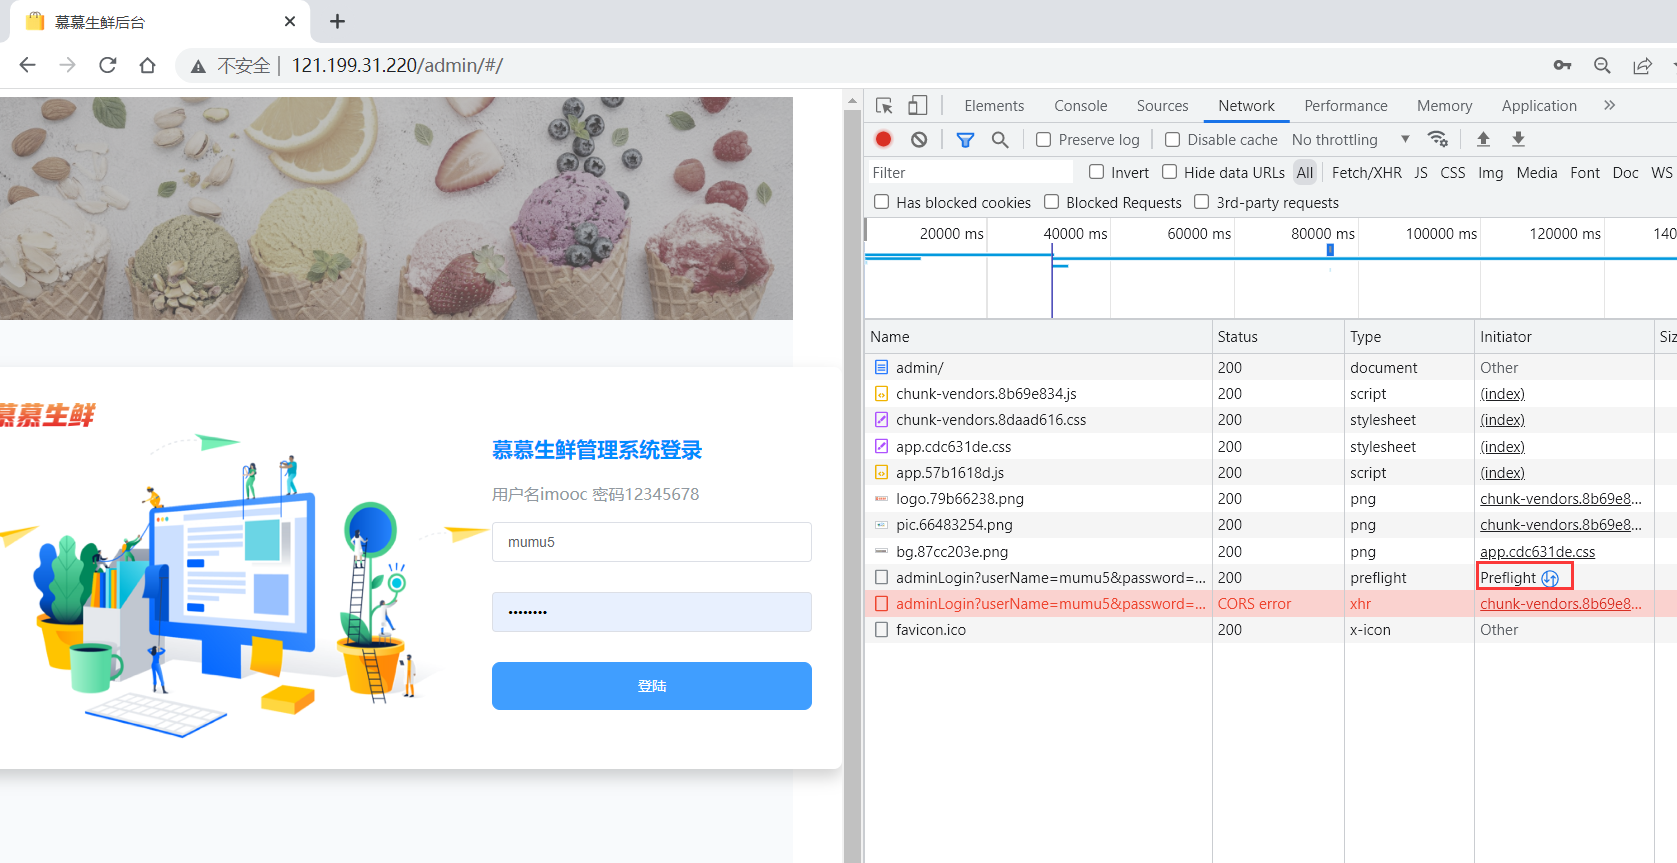 慕慕生鲜后台
不安全 | 121.199.31.220/admin/#/
Elements Console Sources Network Performance Memory Application
Preserve log Disable cache No throttling
Filter Invert Hide data URLs All Fetch/XHR JS CSS Img Media Font Doc WS
Has blocked cookies Blocked Requests 3rd-party requests
20000 ms 40000 ms 60000 ms 80000 ms 100000 ms 120000 ms 140
Name Status Type Initiator Siz
admin/ 200 document Other
chunk-vendors.8b69e834.js 200 script (index)
chunk-vendors.8daad616.css 200 stylesheet (index)
app.cdc631de.css 200 stylesheet (index)
app.57b1618d.js 200 script (index)
logo.79b66238.png 200 png chunk-vendors.8b69e8...
pic.66483254.png 200 png chunk-vendors.8b69e8...
bg.87cc203e.png 200 png app.cdc631de.css
adminLogin?userName=mumu5&password=... 200 preflight Preflight
adminLogin?userName=mumu5&password=... CORS error xhr chunk-vendors.8b69e8...
favicon.ico 200 x-icon Other
慕慕生鲜
慕慕生鲜管理系统登录
用户名imooc 密码12345678
mumu5
••••••••
登陆